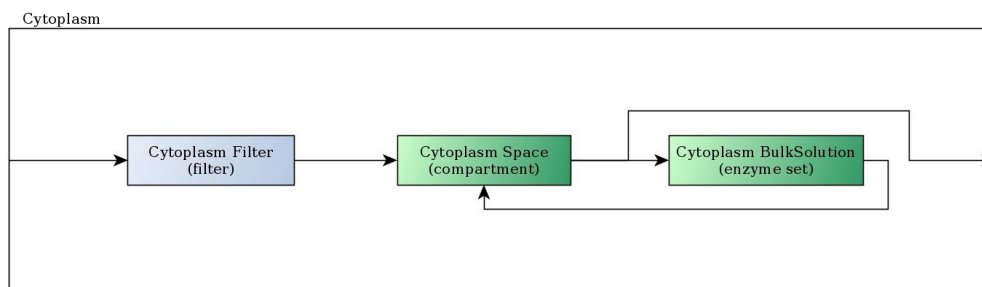 Cytoplasm
Cytoplasm Filter
(filter)
Cytoplasm Space
(compartment)
Cytoplasm BulkSolution
(enzyme set)